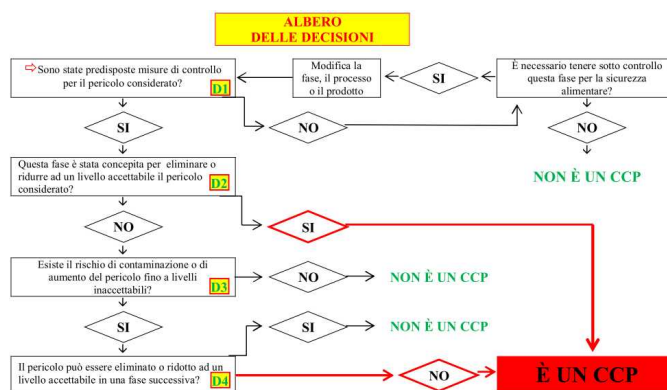 ALBERO
DELLE DECISIONI
⇨Sono state predisposte misure di controllo
per il pericolo considerato?
D1
Modifica la
fase, il processo
o il prodotto
SI
È necessario tenere sotto controllo
questa fase per la sicurezza
alimentare?
SI
NO
NO
NON È UN CCP
Questa fase è stata concepita per eliminare o
ridurre ad un livello accettabile il pericolo
considerato?
D2
NO
SI
Esiste il rischio di contaminazione o di
aumento del pericolo fino a livelli
inaccettabili?
D3
NO
NON È UN CCP
SI
SI
NON È UN CCP
Il pericolo può essere eliminato o ridotto ad un
livello accettabile in una fase successiva?
D4
NO
È UN CCP